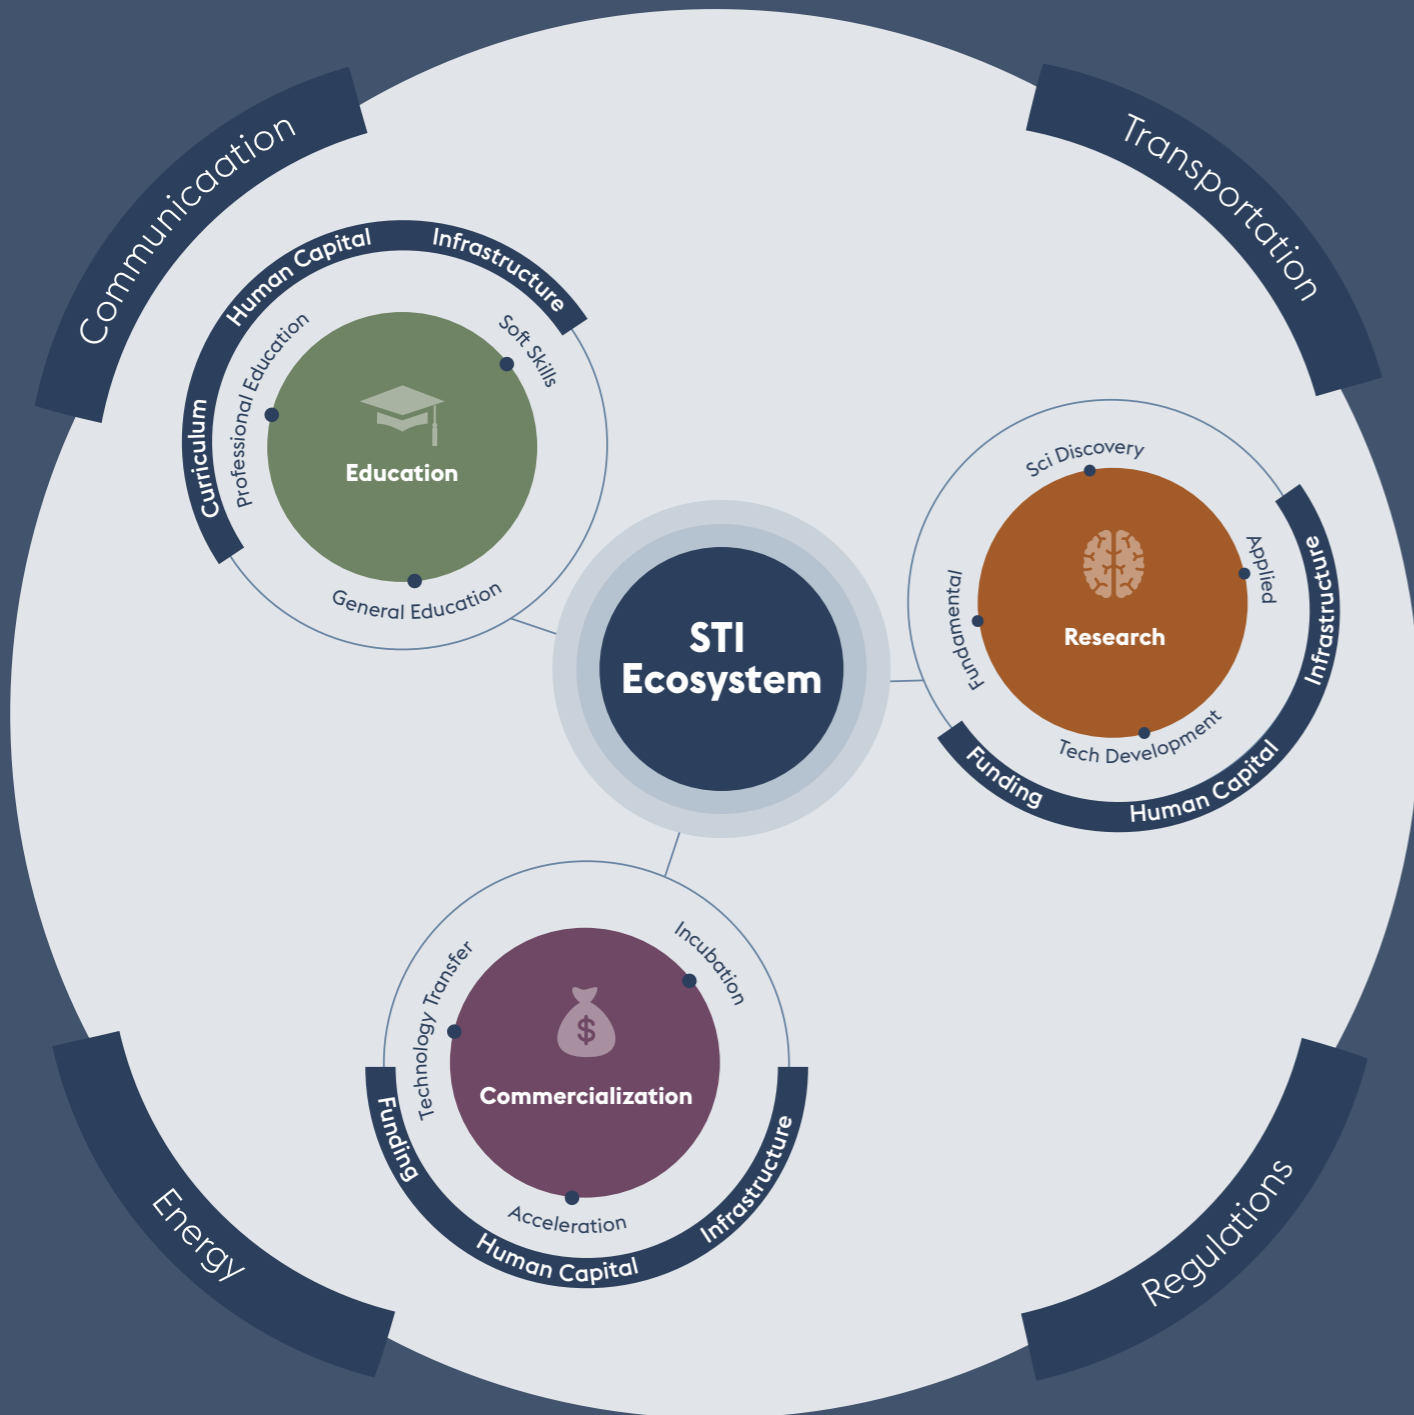 Communicaation
Transportation
Curriculum
Human Capital
Infrastructure
Professional Education
Soft Skills
General Education
Education
STI
Ecosystem
Sci Discovery
Applied
Fundamental
Tech Development
Research
Funding
Human Capital
Infrastructure
Technology Transfer
Incubation
Acceleration
$
Commercialization
Funding
Human Capital
Infrastructure
Energy
Regulations